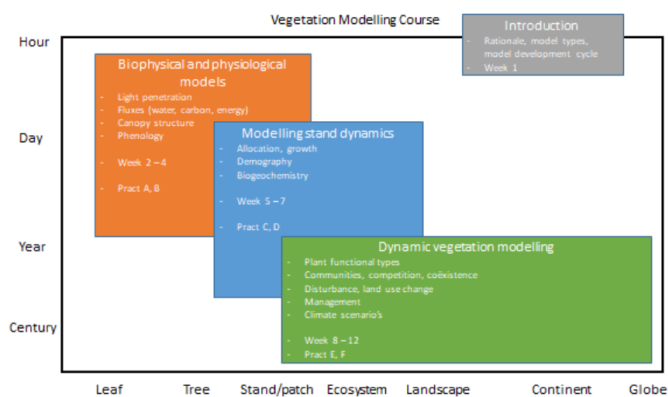 Vegetation Modelling Course
Introduction
- Rationale, model types,
model development cycle
- Week 1
Hour
Day
Year
Century
Biophysical and physiological
models
- Light penetration
- Fluxes (water, carbon, energy)
- Canopy structure
- Phenology
- Week 2 – 4
- Pract A, B
Modelling stand dynamics
- Allocation, growth
- Demography
- Biogeochemistry
- Week 5 – 7
- Pract C, D
Dynamic vegetation modelling
- Plant functional types
- Communities, competition, coëxistence
- Disturbance, land use change
- Management
- Climate scenario's
- Week 8 – 12
- Pract E, F
Leaf Tree Stand/patch Ecosystem Landscape Continent Globe